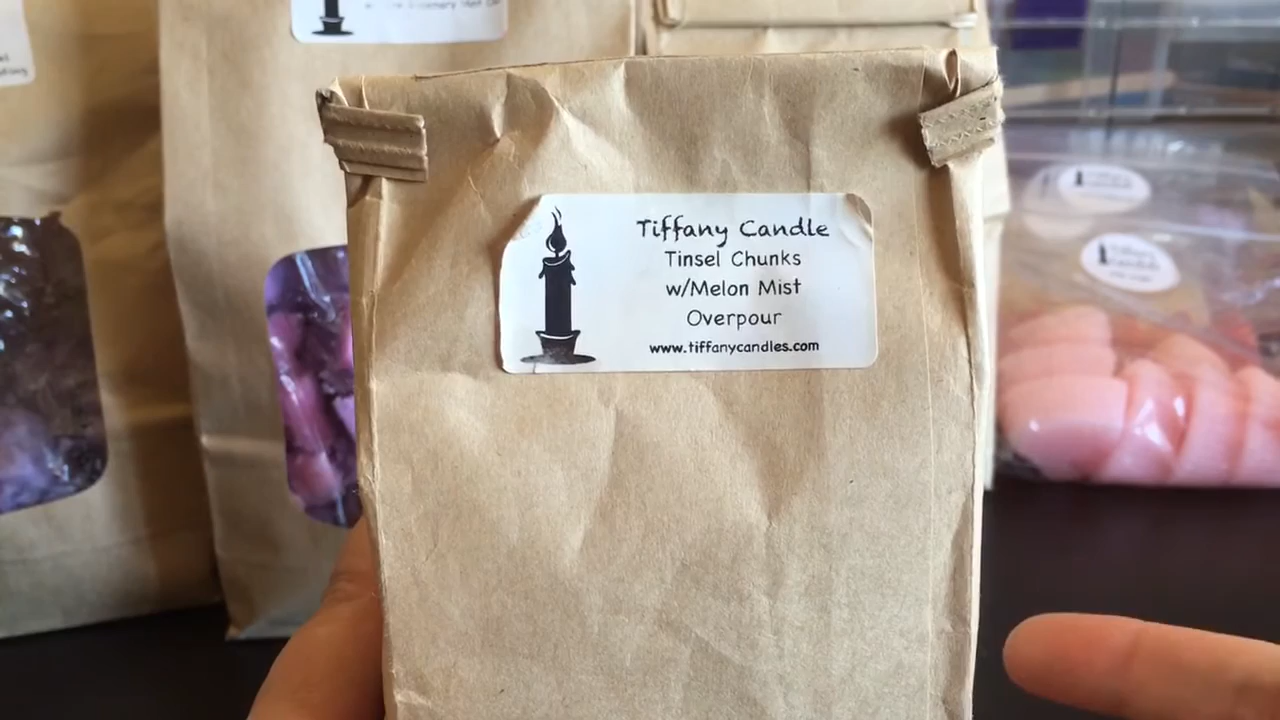 Tiffany Candle
Tinsel Chunks
w/Melon Mist
Overpour
www.tiffanycandles.com